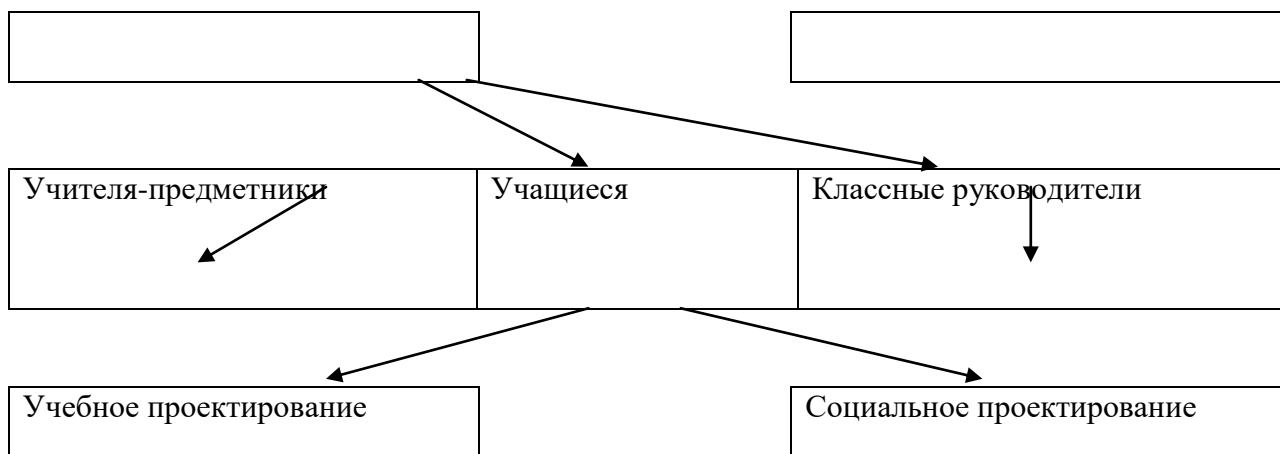 Учителя-предметники
Учащиеся
Классные руководители
Учебное проектирование
Социальное проектирование